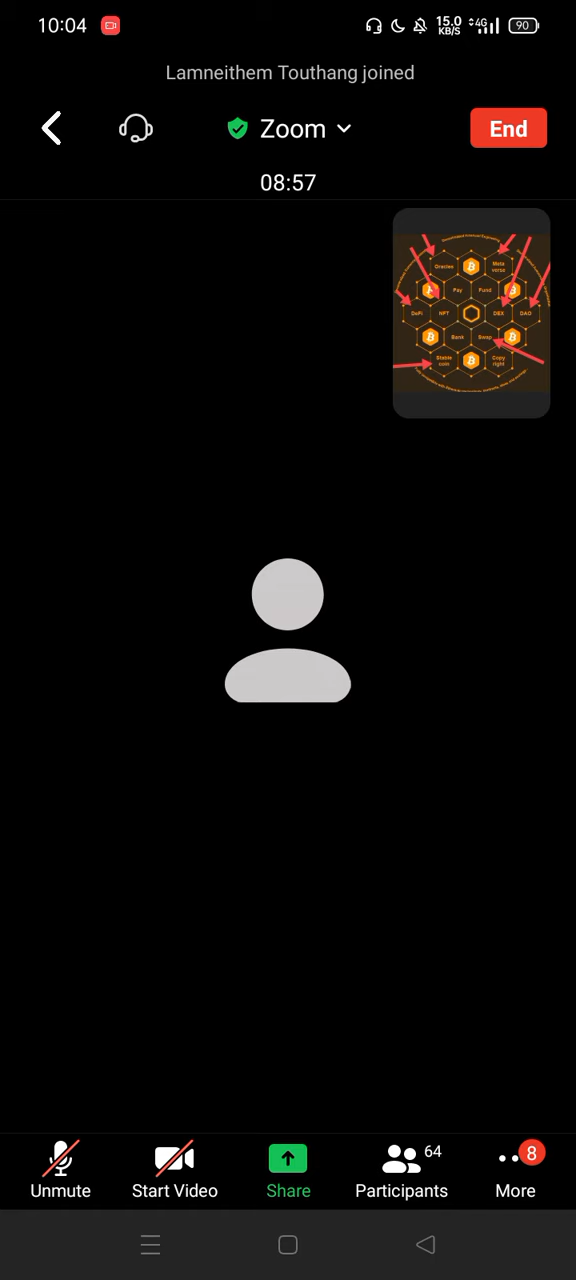 10:04 15.0 KB/S 4G 90
Lamneithem Touthang joined
Zoom
End
08:57
Oracles
Meta verse
Pay
Fund
DeFi
NFT
DEX
DAO
Bank
Swap
Stable coin
Copy right
64
8
Unmute
Start Video
Share
Participants
More